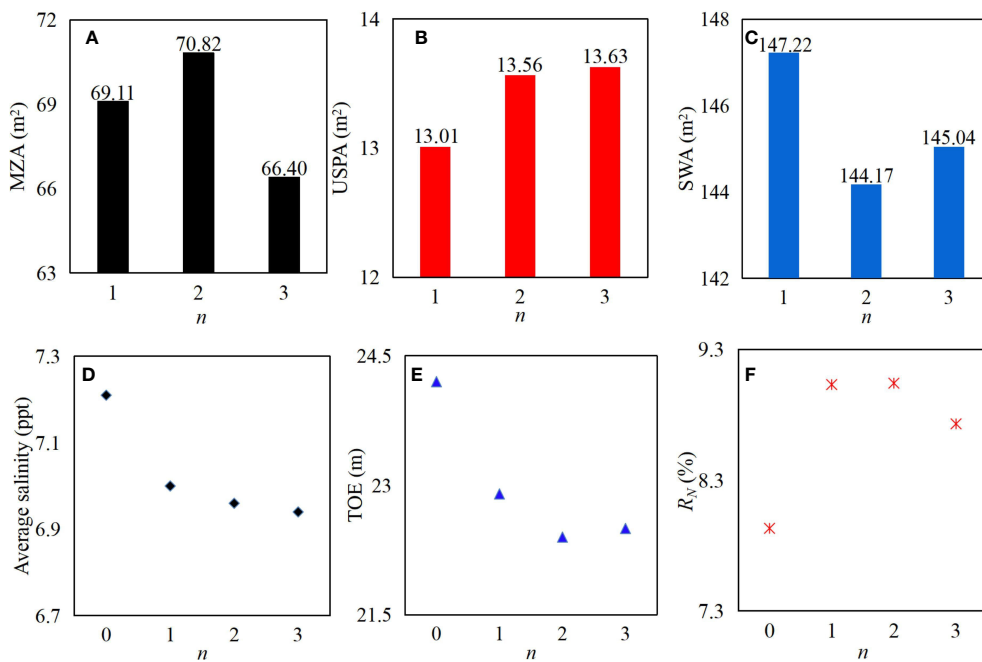 A
MZA (m²)
72
69
66
63
69.11
70.82
66.40
1 2 3
n
B
USPA (m²)
14
13
12
13.01
13.56
13.63
1 2 3
n
C
SWA (m²)
148
146
144
142
147.22
144.17
145.04
1 2 3
n
D
Average salinity (ppt)
7.3
7.1
6.9
6.7
0 1 2 3
n
E
TOE (m)
24.5
23
21.5
0 1 2 3
n
F
R_N (%)
9.3
8.3
7.3
0 1 2 3
n